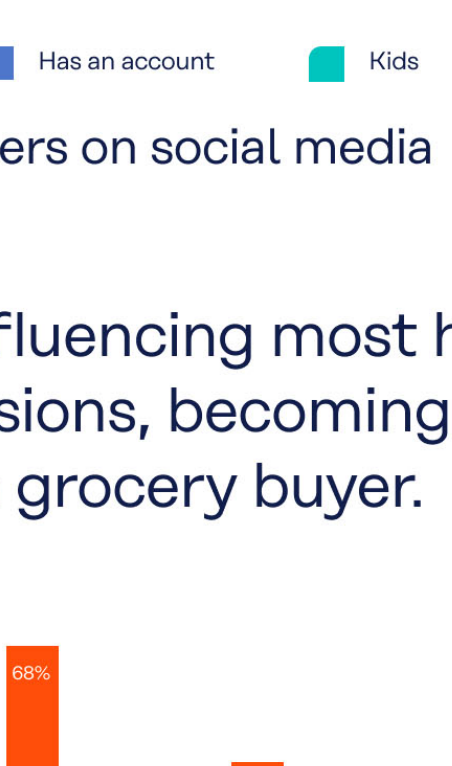 Has an account Kids
ers on social media
fluencing most h
sions, becoming
grocery buyer.
68%